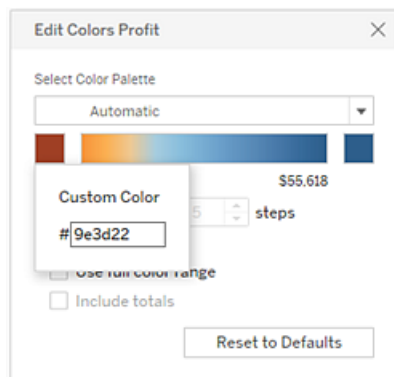 Edit Colors Profit
Select Color Palette
Automatic
$55,618
Custom Color
#9e3d22
5 steps
Use full color range
Include totals
Reset to Defaults